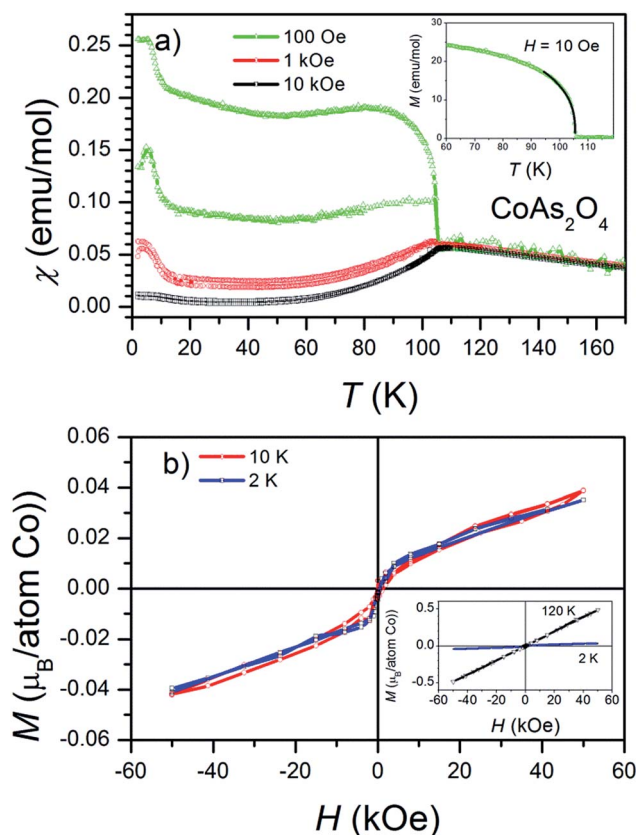 a)
100 Oe
1 kOe
10 kOe
0.25
0.20
0.15
0.10
0.05
0.00
χ (emu/mol)
0 20 40 60 80 100 120 140 160
T (K)
CoAs₂O₄
H = 10 Oe
30
20
10
0
M (emu/mol)
60 70 80 90 100 110
T (K)
b)
10 K
2 K
0.06
0.04
0.02
0.00
-0.02
-0.04
-0.06
M (μB/atom Co))
-60 -40 -20 0 20 40 60
H (kOe)
120 K
2 K
0.5
0.0
-0.5
M (μB/atom Co))
-50 -25 0 25 50
H (kOe)